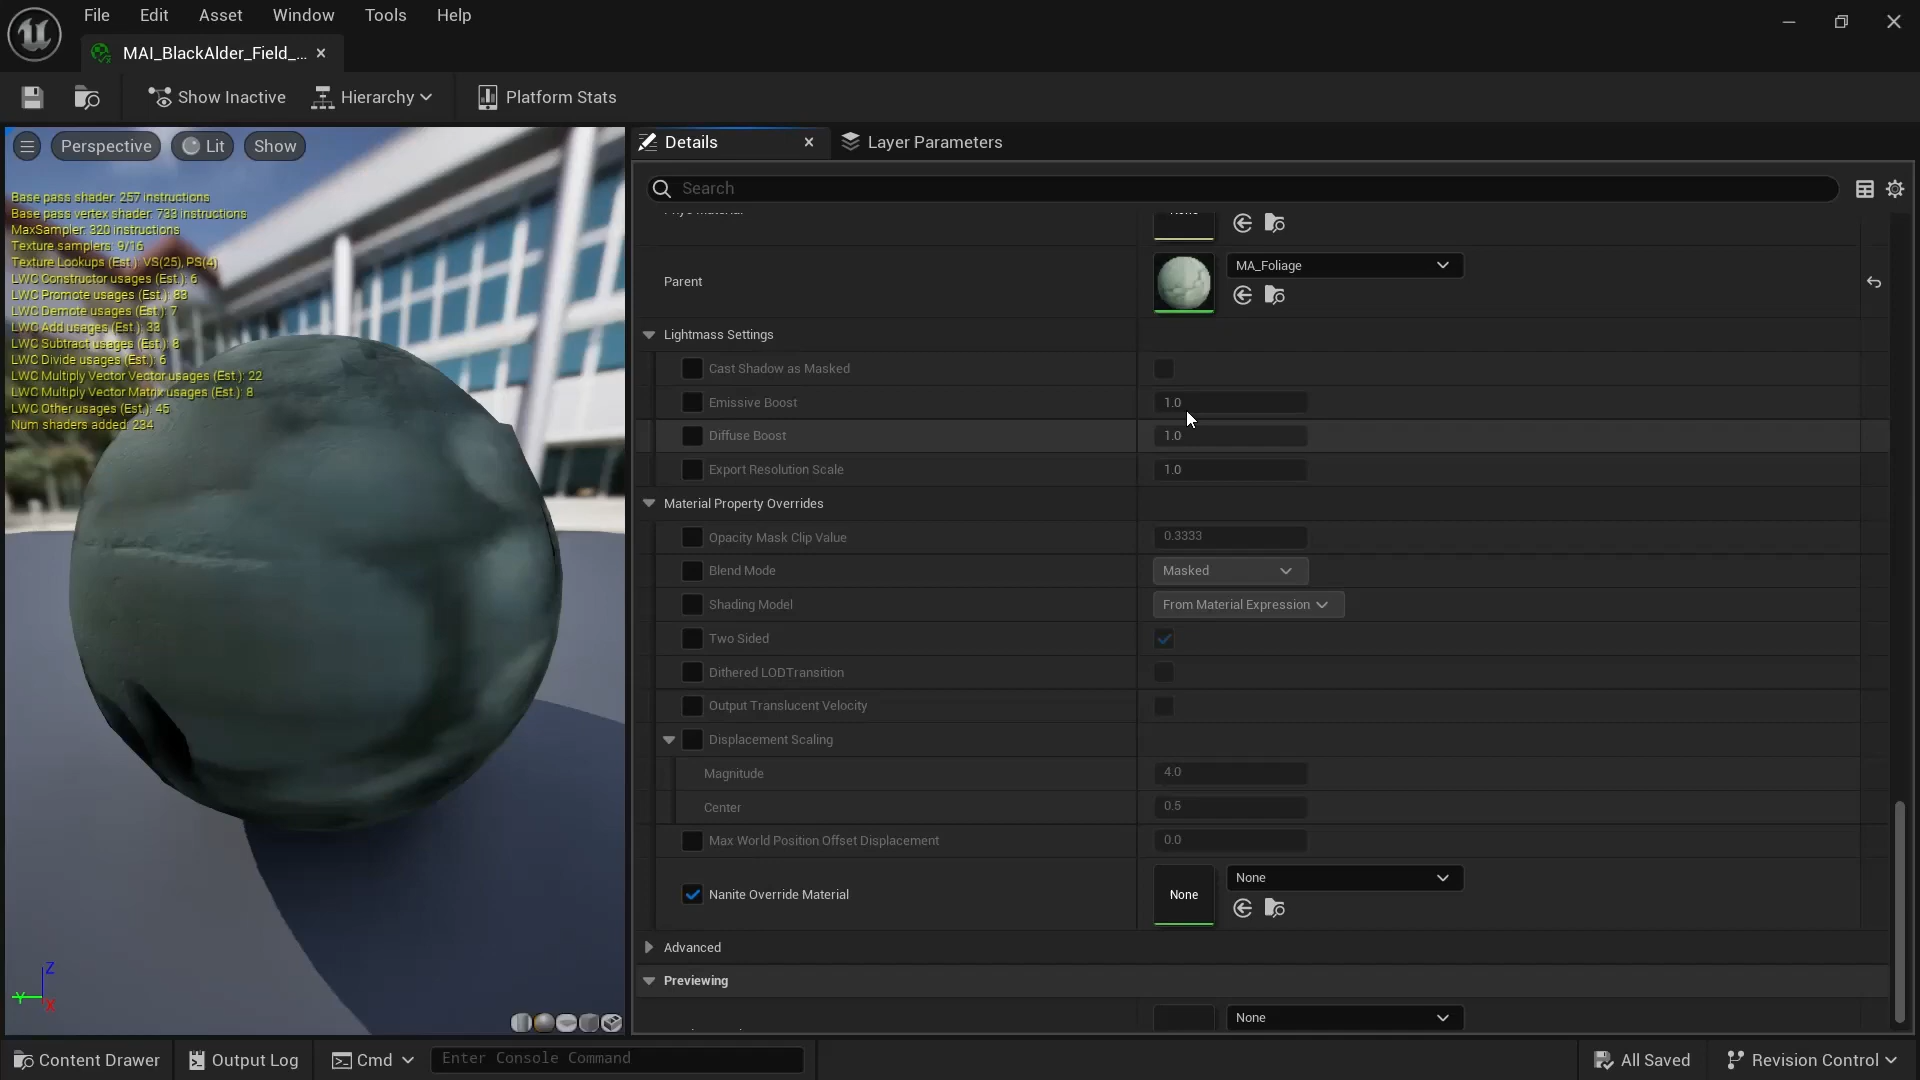 File Edit Asset Window Tools Help
MAI_BlackAlder_Field_...
Show Inactive Hierarchy Platform Stats
Perspective Lit Show
Base pass shader: 257 instructions
Base pass vertex shader: 733 instructions
MaxSampler: 320 instructions
Texture samplers: 9/16
Texture Lookups (Est.): VS(25), PS(4)
LWC Constructor usages (Est.): 6
LWC Promote usages (Est.): 83
LWC Demote usages (Est.): 7
LWC Add usages (Est.): 33
LWC Subtract usages (Est.): 8
LWC Divide usages (Est.): 6
LWC Multiply Vector Vector usages (Est.): 22
LWC Multiply Vector Matrix usages (Est.): 8
LWC Other usages (Est.): 45
Num shaders added: 234
Z
Y
X
Details Layer Parameters
Search
Parent MA_Foliage
Lightmass Settings
Cast Shadow as Masked
Emissive Boost 1.0
Diffuse Boost 1.0
Export Resolution Scale 1.0
Material Property Overrides
Opacity Mask Clip Value 0.3333
Blend Mode Masked
Shading Model From Material Expression
Two Sided
Dithered LODTransition
Output Translucent Velocity
Displacement Scaling
Magnitude 4.0
Center 0.5
Max World Position Offset Displacement 0.0
Nanite Override Material None None
Advanced
Previewing
None
Content Drawer Output Log Cmd Enter Console Command All Saved Revision Control